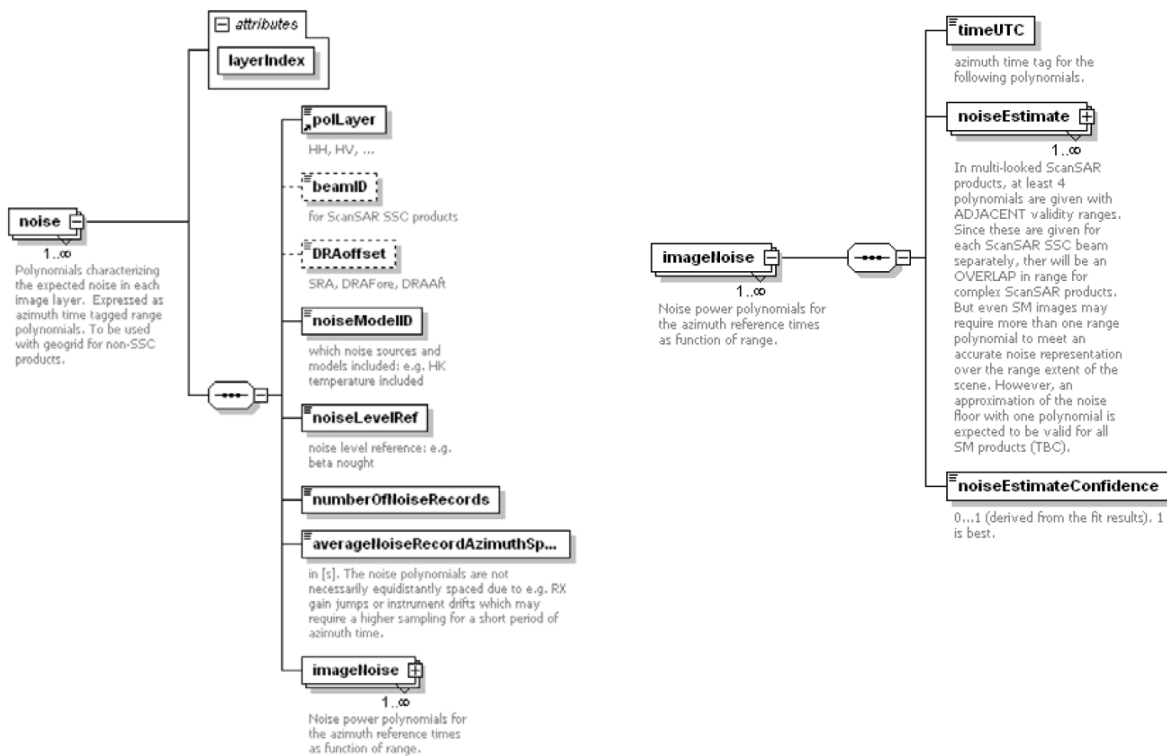 attributes
layerIndex
polLayer
HH, HV, ...
beamID
for ScanSAR SSC products
noise
1..∞
Polynomials characterizing
the expected noise in each
image layer. Expressed as
azimuth time tagged range
polynomials. To be used
with geogrid for non-SSC
products.
DRAoffset
SRA, DRAFore, DRAAft
noiseModelID
which noise sources and
models included: e.g. HK
temperature included
noiseLevelRef
noise level reference: e.g.
beta nought
numberOfNoiseRecords
averageNoiseRecordAzimuthSp...
in [s]. The noise polynomials are not
necessarily equidistantly spaced due to e.g. RX
gain jumps or instrument drifts which may
require a higher sampling for a short period of
azimuth time.
imageNoise
1..∞
Noise power polynomials for
the azimuth reference times
as function of range.
imageNoise
1..∞
Noise power polynomials for
the azimuth reference times
as function of range.
timeUTC
azimuth time tag for the
following polynomials.
noiseEstimate
1..∞
In multi-looked ScanSAR
products, at least 4
polynomials are given with
ADJACENT validity ranges.
Since these are given for
each ScanSAR SSC beam
separately, ther will be an
OVERLAP in range for
complex ScanSAR products.
But even SM images may
require more than one range
polynomial to meet an
accurate noise representation
over the range extent of the
scene. However, an
approximation of the noise
floor with one polynomial is
expected to be valid for all
SM products (TBC).
noiseEstimateConfidence
0...1 (derived from the fit results). 1
is best.